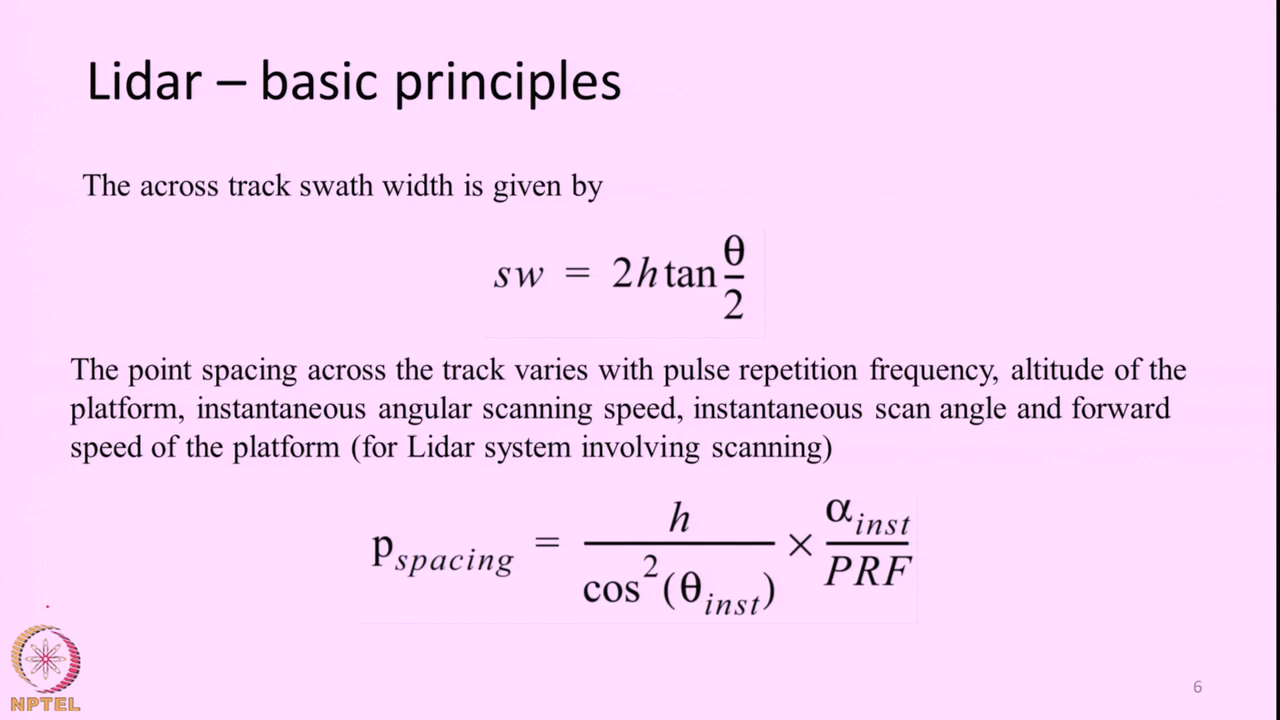 Lidar – basic principles
The across track swath width is given by
sw = 2h tan θ/2
The point spacing across the track varies with pulse repetition frequency, altitude of the
platform, instantaneous angular scanning speed, instantaneous scan angle and forward
speed of the platform (for Lidar system involving scanning)
p_spacing = h/cos²(θ_inst) × α_inst/PRF
NPTEL
6